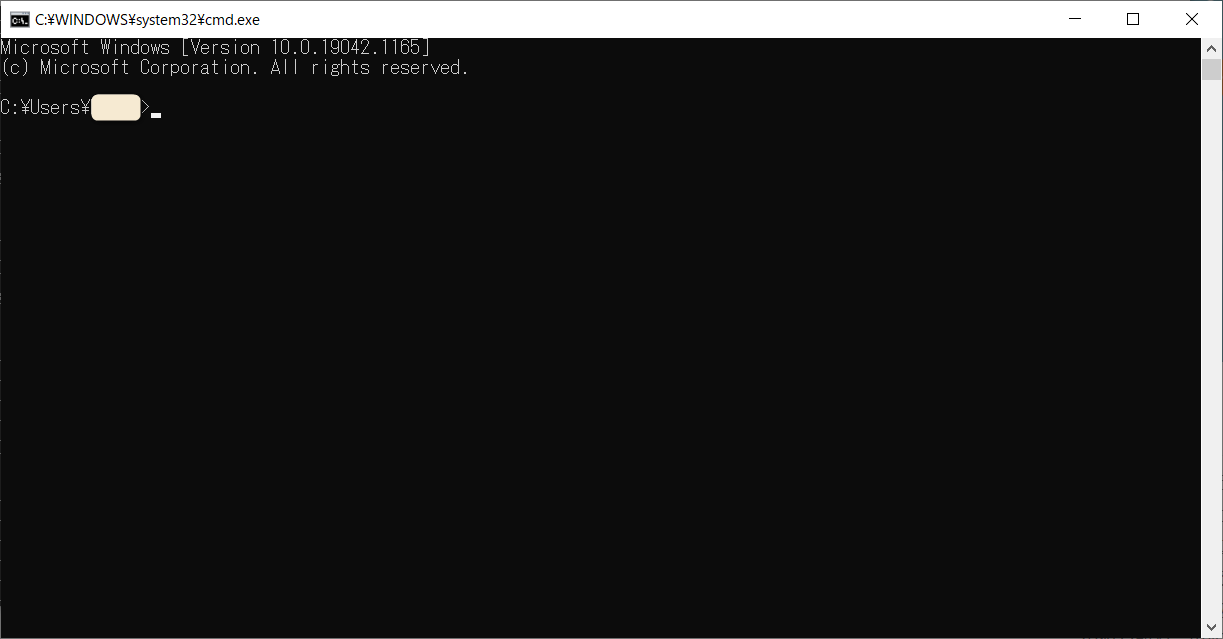 C:¥WINDOWS¥system32¥cmd.exe
Microsoft Windows [Version 10.0.19042.1165]
(c) Microsoft Corporation. All rights reserved.
C:¥Users¥>